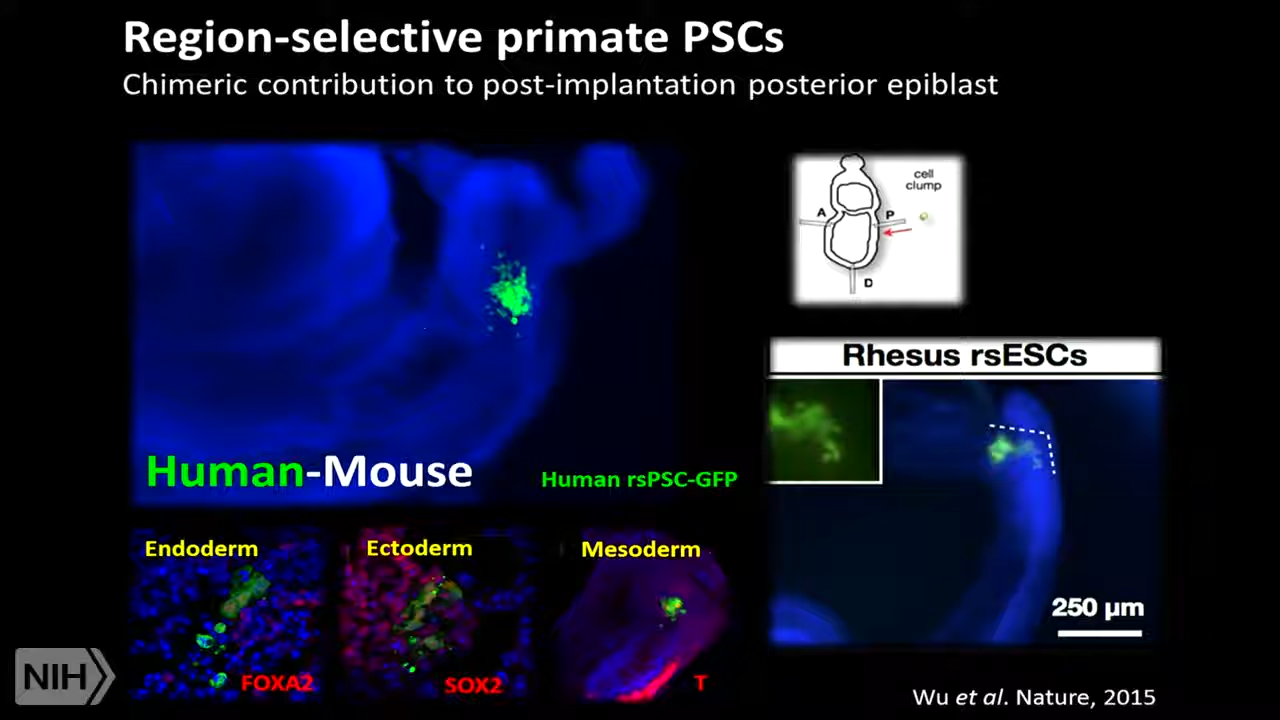 Region-selective primate PSCs
Chimeric contribution to post-implantation posterior epiblast
cell
clump
A
P
D
Human-Mouse
Human rsPSC-GFP
Rhesus rsESCs
250 µm
Endoderm
Ectoderm
Mesoderm
FOXA2
SOX2
T
NIH
Wu et al. Nature, 2015